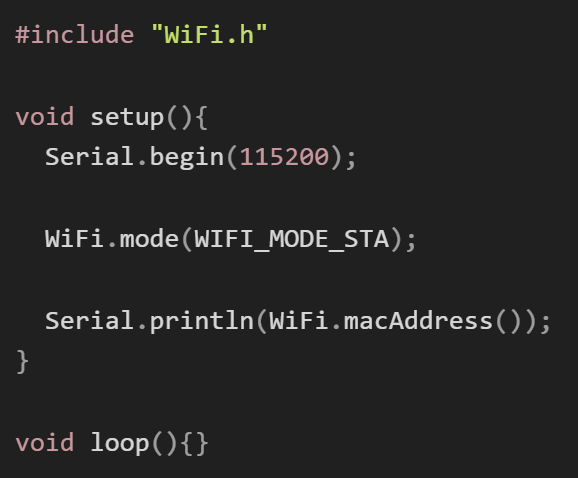 #include "WiFi.h"
void setup(){
  Serial.begin(115200);
  WiFi.mode(WIFI_MODE_STA);
  Serial.println(WiFi.macAddress());
}
void loop(){}